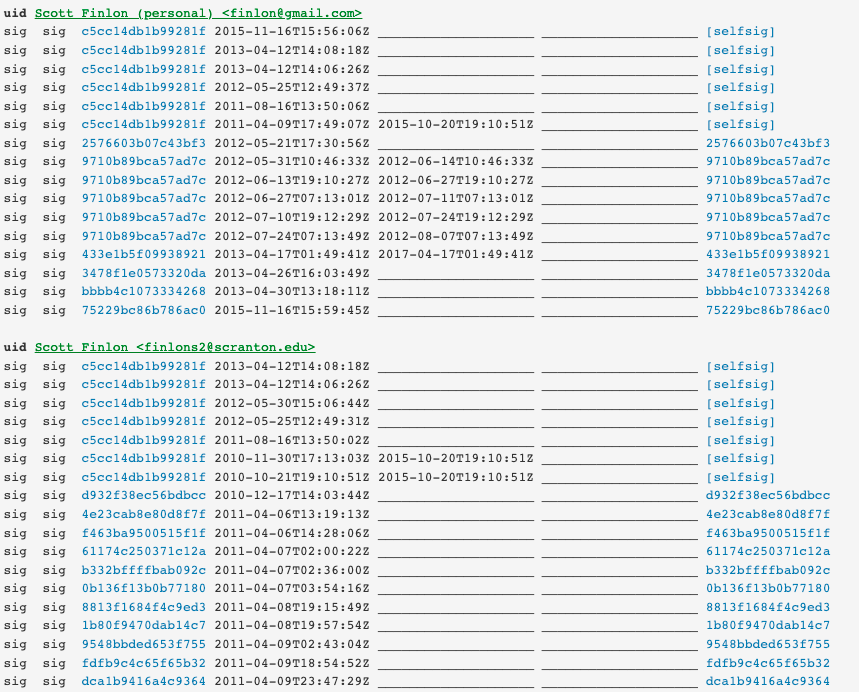 uid Scott Finlon (personal) <finlon@gmail.com>
sig sig c5cc14db1b99281f 2015-11-16T15:56:06Z ____________________ ____________________ [selfsig]
sig sig c5cc14db1b99281f 2013-04-12T14:08:18Z ____________________ ____________________ [selfsig]
sig sig c5cc14db1b99281f 2013-04-12T14:06:26Z ____________________ ____________________ [selfsig]
sig sig c5cc14db1b99281f 2012-05-25T12:49:37Z ____________________ ____________________ [selfsig]
sig sig c5cc14db1b99281f 2011-08-16T13:50:06Z ____________________ ____________________ [selfsig]
sig sig c5cc14db1b99281f 2011-04-09T17:49:07Z 2015-10-20T19:10:51Z ____________________ [selfsig]
sig sig 2576603b07c43bf3 2012-05-21T17:30:56Z ____________________ ____________________ 2576603b07c43bf3
sig sig 9710b89bca57ad7c 2012-05-31T10:46:33Z 2012-06-14T10:46:33Z ____________________ 9710b89bca57ad7c
sig sig 9710b89bca57ad7c 2012-06-13T19:10:27Z 2012-06-27T19:10:27Z ____________________ 9710b89bca57ad7c
sig sig 9710b89bca57ad7c 2012-06-27T07:13:01Z 2012-07-11T07:13:01Z ____________________ 9710b89bca57ad7c
sig sig 9710b89bca57ad7c 2012-07-10T19:12:29Z 2012-07-24T19:12:29Z ____________________ 9710b89bca57ad7c
sig sig 9710b89bca57ad7c 2012-07-24T07:13:49Z 2012-08-07T07:13:49Z ____________________ 9710b89bca57ad7c
sig sig 433e1b5f09938921 2013-04-17T01:49:41Z 2017-04-17T01:49:41Z ____________________ 433e1b5f09938921
sig sig 3478f1e0573320da 2013-04-26T16:03:49Z ____________________ ____________________ 3478f1e0573320da
sig sig bbbb4c1073334268 2013-04-30T13:18:11Z ____________________ ____________________ bbbb4c1073334268
sig sig 75229bc86b786ac0 2015-11-16T15:59:45Z ____________________ ____________________ 75229bc86b786ac0
uid Scott Finlon <finlons2@scranton.edu>
sig sig c5cc14db1b99281f 2013-04-12T14:08:18Z ____________________ ____________________ [selfsig]
sig sig c5cc14db1b99281f 2013-04-12T14:06:26Z ____________________ ____________________ [selfsig]
sig sig c5cc14db1b99281f 2012-05-30T15:06:44Z ____________________ ____________________ [selfsig]
sig sig c5cc14db1b99281f 2012-05-25T12:49:31Z ____________________ ____________________ [selfsig]
sig sig c5cc14db1b99281f 2011-08-16T13:50:02Z ____________________ ____________________ [selfsig]
sig sig c5cc14db1b99281f 2010-11-30T17:13:03Z 2015-10-20T19:10:51Z ____________________ [selfsig]
sig sig c5cc14db1b99281f 2010-10-21T19:10:51Z 2015-10-20T19:10:51Z ____________________ [selfsig]
sig sig d932f38ec56bdbcc 2010-12-17T14:03:44Z ____________________ ____________________ d932f38ec56bdbcc
sig sig 4e23cab8e80d8f7f 2011-04-06T13:19:13Z ____________________ ____________________ 4e23cab8e80d8f7f
sig sig f463ba9500515f1f 2011-04-06T14:28:06Z ____________________ ____________________ f463ba9500515f1f
sig sig 61174c250371c12a 2011-04-07T02:00:22Z ____________________ ____________________ 61174c250371c12a
sig sig b332bffffbab092c 2011-04-07T02:36:00Z ____________________ ____________________ b332bffffbab092c
sig sig 0b136f13b0b77180 2011-04-07T03:54:16Z ____________________ ____________________ 0b136f13b0b77180
sig sig 8813f1684f4c9ed3 2011-04-08T19:15:49Z ____________________ ____________________ 8813f1684f4c9ed3
sig sig 1b80f9470dab14c7 2011-04-08T19:57:54Z ____________________ ____________________ 1b80f9470dab14c7
sig sig 9548bbded653f755 2011-04-09T02:43:04Z ____________________ ____________________ 9548bbded653f755
sig sig fdfb9c4c65f65b32 2011-04-09T18:54:52Z ____________________ ____________________ fdfb9c4c65f65b32
sig sig dca1b9416a4c9364 2011-04-09T23:47:29Z ____________________ ____________________ dca1b9416a4c9364